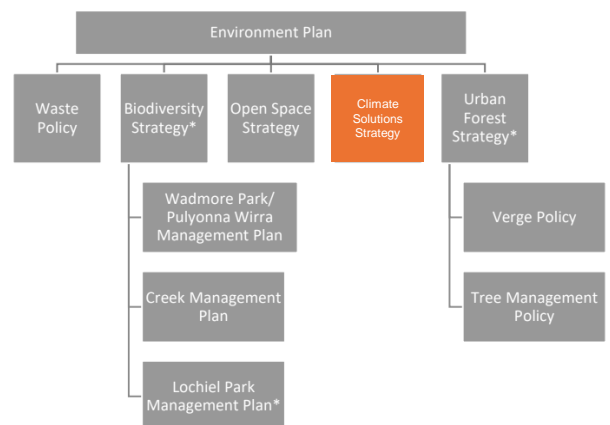 Environment Plan
Waste
Policy
Biodiversity
Strategy*
Open Space
Strategy
Climate
Solutions
Strategy
Urban
Forest
Strategy*
Wadmore Park/
Pulyonna Wirra
Management Plan
Creek Management
Plan
Lochiel Park
Management Plan*
Verge Policy
Tree Management
Policy